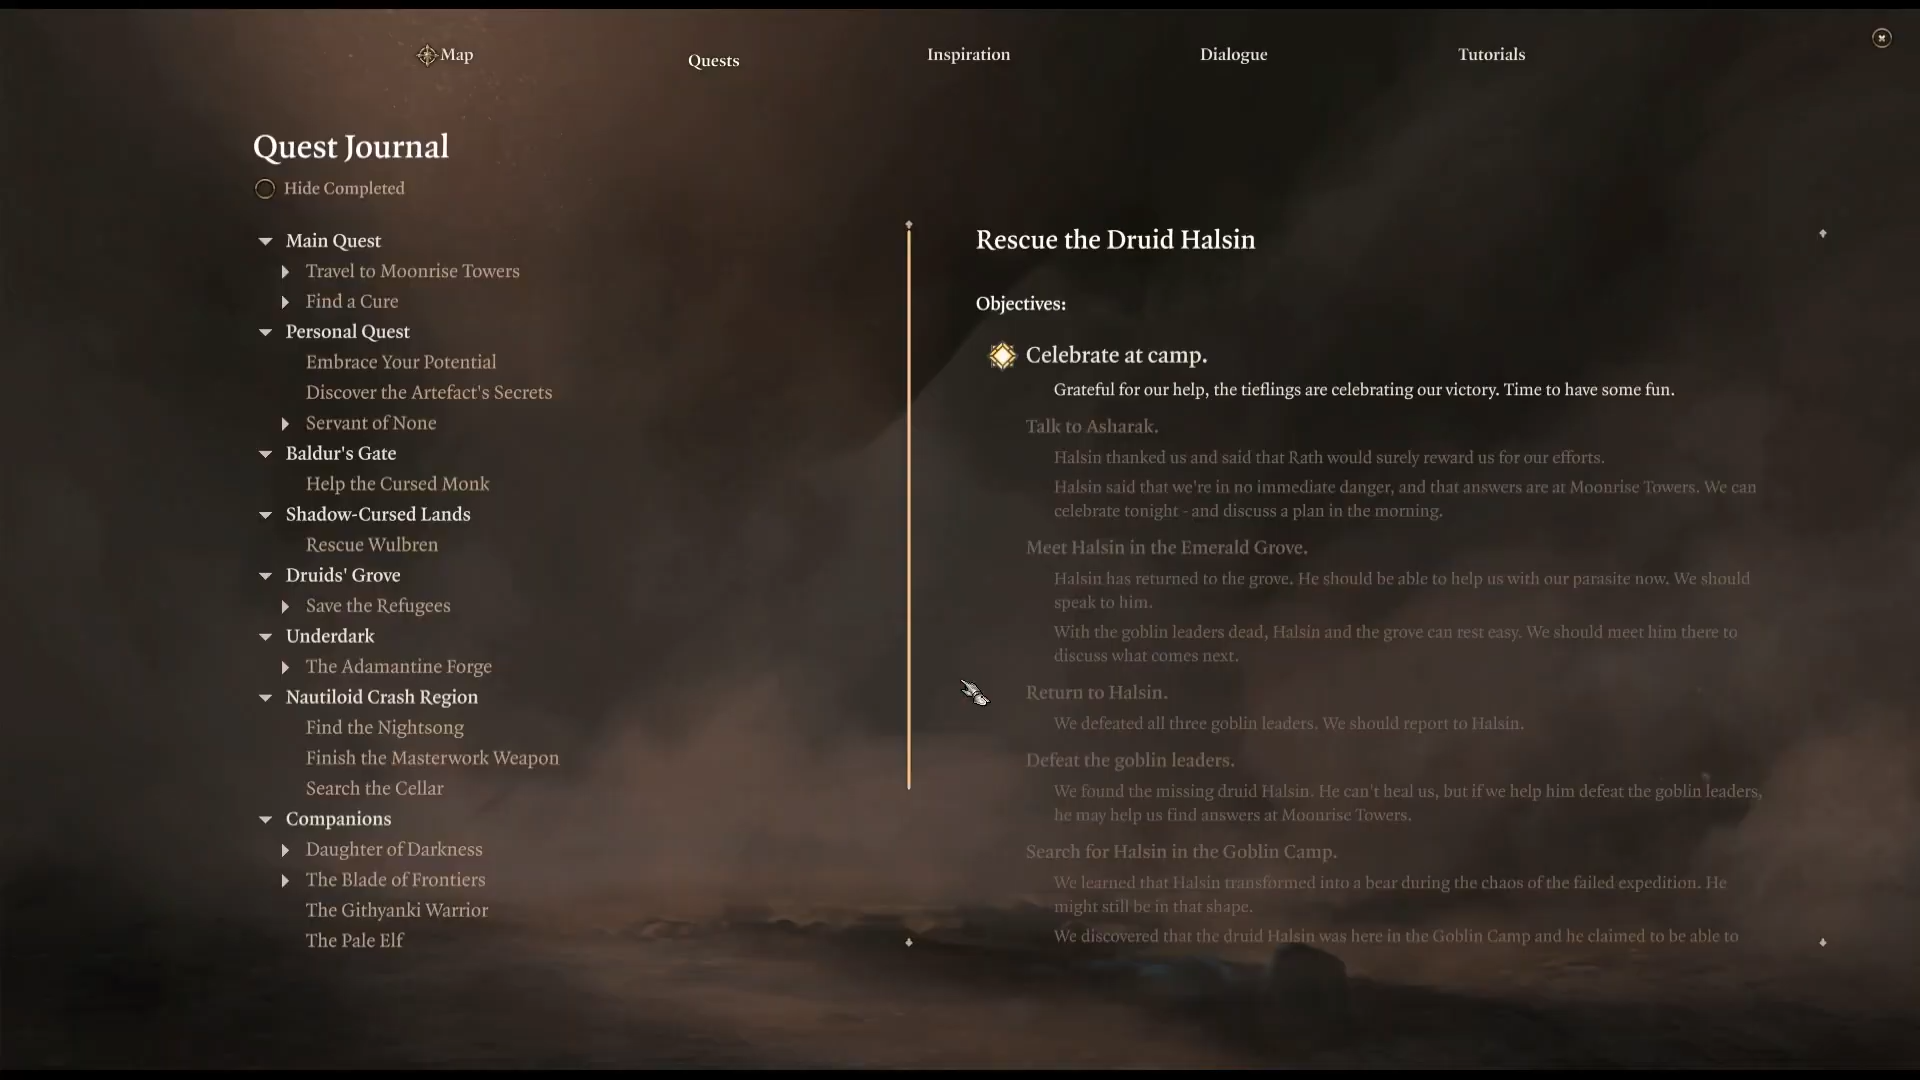 Map
Quests
Inspiration
Dialogue
Tutorials
Quest Journal
Hide Completed
Main Quest
Travel to Moonrise Towers
Find a Cure
Personal Quest
Embrace Your Potential
Discover the Artefact's Secrets
Servant of None
Baldur's Gate
Help the Cursed Monk
Shadow-Cursed Lands
Rescue Wulbren
Druids' Grove
Save the Refugees
Underdark
The Adamantine Forge
Nautiloid Crash Region
Find the Nightsong
Finish the Masterwork Weapon
Search the Cellar
Companions
Daughter of Darkness
The Blade of Frontiers
The Githyanki Warrior
The Pale Elf
Rescue the Druid Halsin
Objectives:
Celebrate at camp.
Grateful for our help, the tieflings are celebrating our victory. Time to have some fun.
Talk to Asharak.
Halsin thanked us and said that Rath would surely reward us for our efforts.
Halsin said that we're in no immediate danger, and that answers are at Moonrise Towers. We can
celebrate tonight - and discuss a plan in the morning.
Meet Halsin in the Emerald Grove.
Halsin has returned to the grove. He should be able to help us with our parasite now. We should
speak to him.
With the goblin leaders dead, Halsin and the grove can rest easy. We should meet him there to
discuss what comes next.
Return to Halsin.
We defeated all three goblin leaders. We should report to Halsin.
Defeat the goblin leaders.
We found the missing druid Halsin. He can't heal us, but if we help him defeat the goblin leaders,
he may help us find answers at Moonrise Towers.
Search for Halsin in the Goblin Camp.
We learned that Halsin transformed into a bear during the chaos of the failed expedition. He
might still be in that shape.
We discovered that the druid Halsin was here in the Goblin Camp and he claimed to be able to